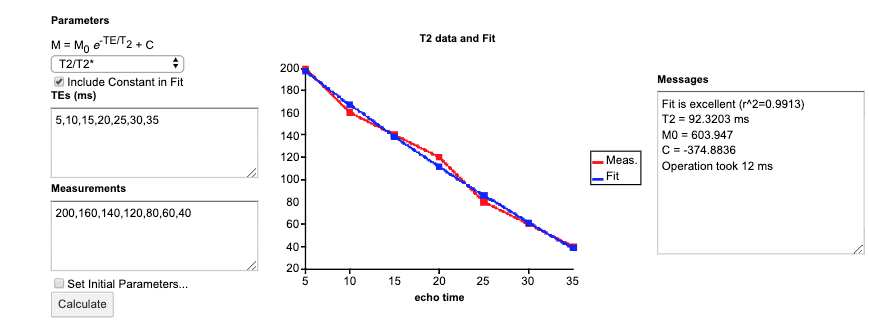 Parameters
M = M0 e-TE/T2 + C
T2/T2*
Include Constant in Fit
TEs (ms)
5,10,15,20,25,30,35
Measurements
200,160,140,120,80,60,40
Set Initial Parameters...
Calculate
T2 data and Fit
200
180
160
140
120
100
80
60
40
20
5 10 15 20 25 30 35
echo time
Meas.
Fit
Messages
Fit is excellent (r^2=0.9913)
T2 = 92.3203 ms
M0 = 603.947
C = -374.8836
Operation took 12 ms